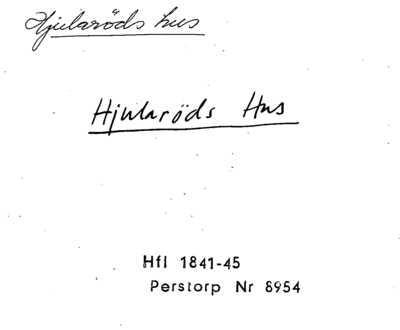 Hjularöds hus
Hjularöds Hus
Hfl 1841-45
Perstorp Nr 8954